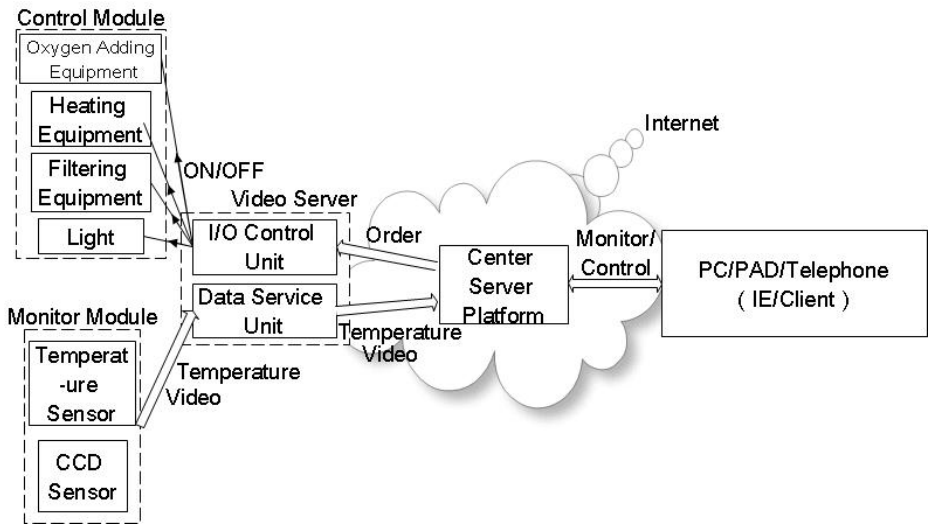 Control Module
Oxygen Adding
Equipment
Heating
Equipment
Filtering
Equipment
Light
ON/OFF
Video Server
I/O Control
Unit
Data Service
Unit
Monitor Module
Temperat
-ure
Sensor
CCD
Sensor
Temperature
Video
Order
Temperature
Video
Center
Server
Platform
Internet
Monitor/
Control
PC/PAD/Telephone
( IE/Client )